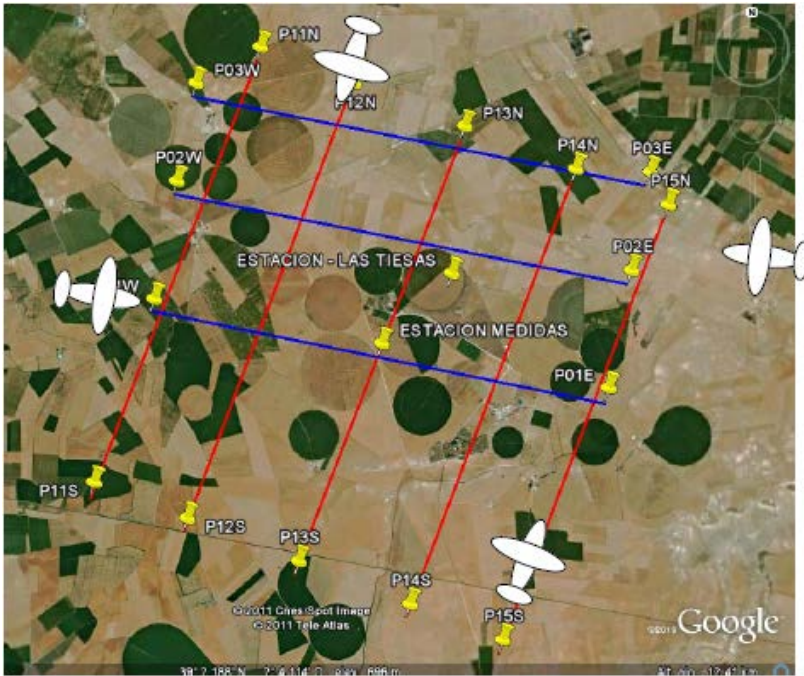 N
P11N
P03W
P12N
P13N
P14N
P03E
P15N
P02W
P02E
ESTACION - LAS TIESAS
ESTACION MEDIDAS
P01E
P11S
P12S
P13S
P14S
P15S
©2011 Cnes/Spot Image
© 2011 Tele Atlas
Google